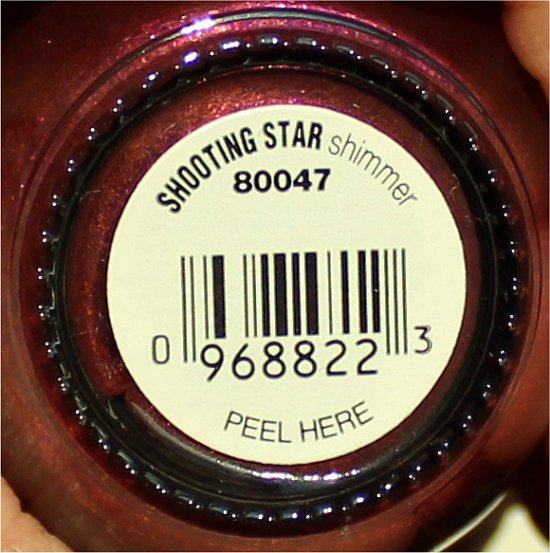 SHOOTING STAR shimmer
80047
0 968822 3
PEEL HERE